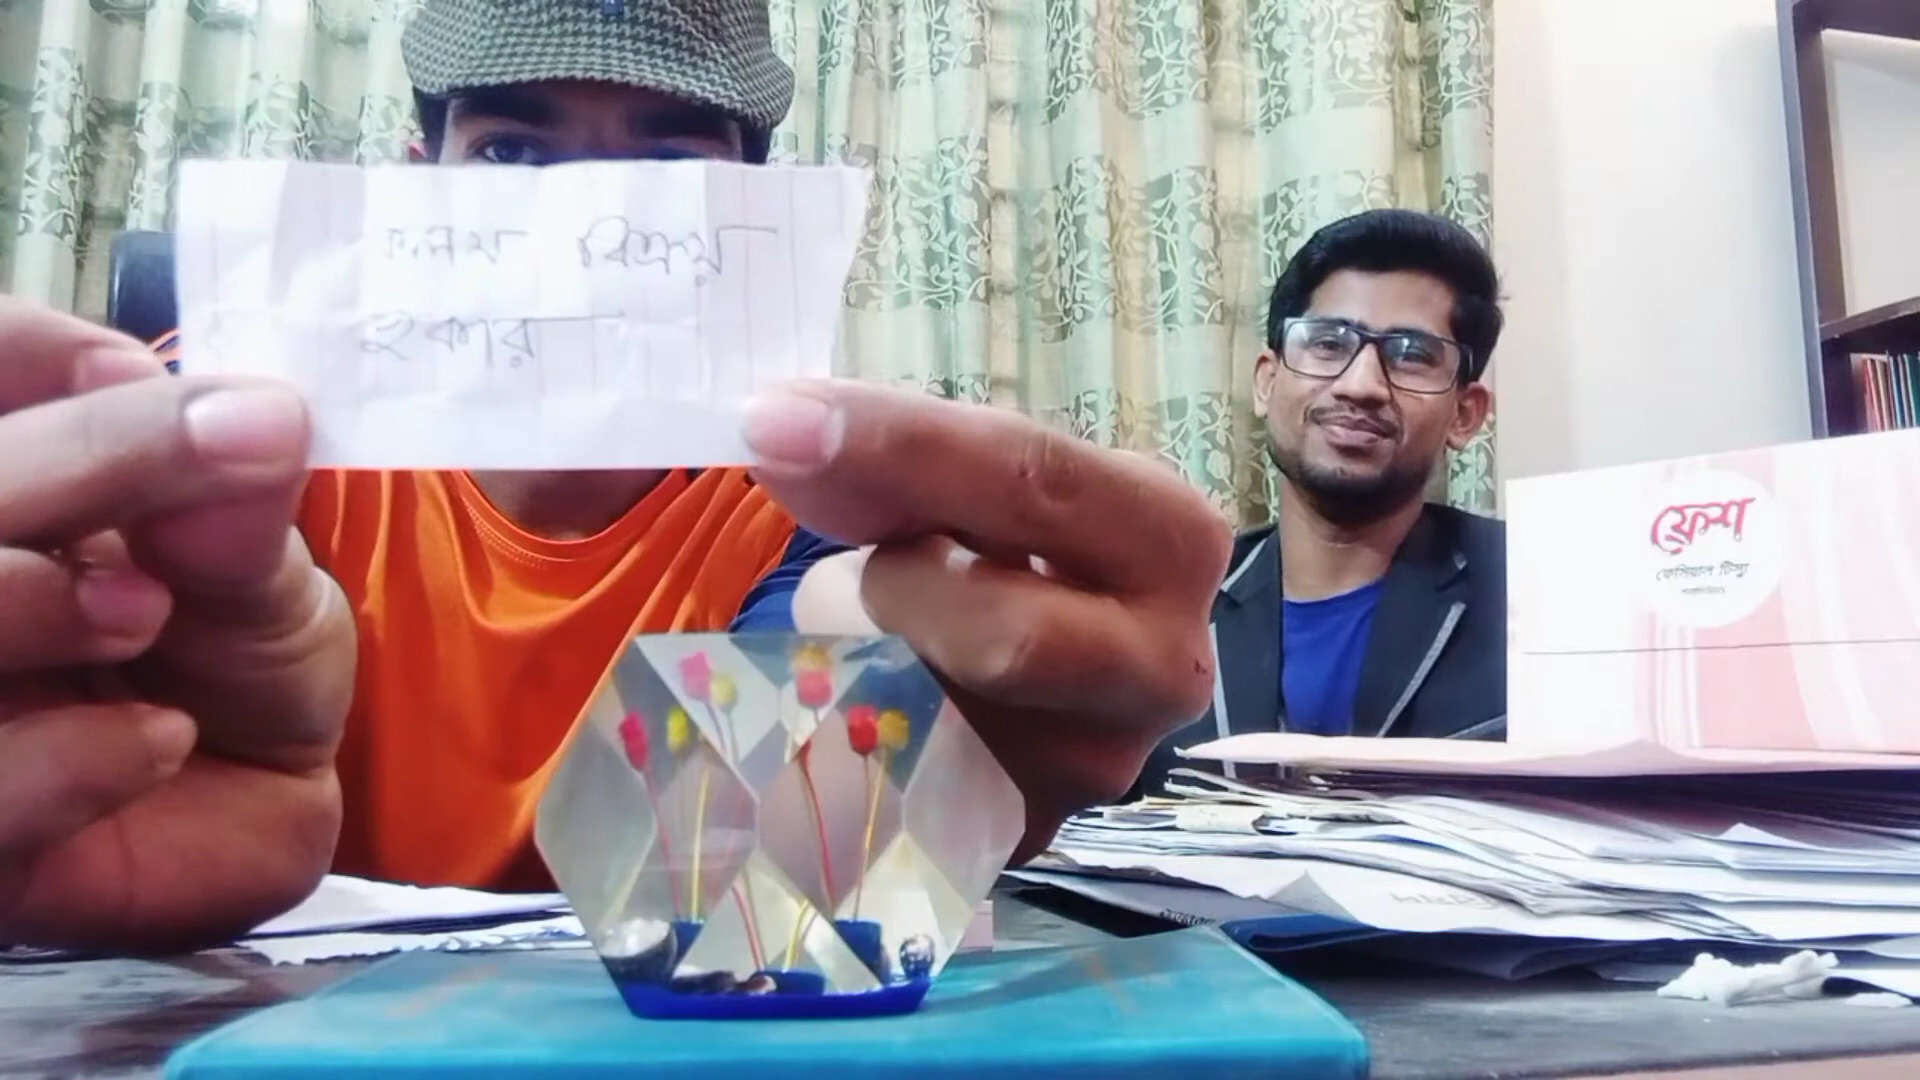 কলম বিক্রয়
হকার
ফ্রেশ
ফেসিয়াল টিস্যু